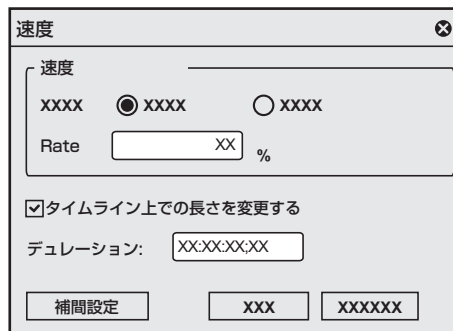 速度
速度
XXXX XXXX XXXX
Rate XX %
タイムライン上での長さを変更する
デュレーション: XX:XX:XX;XX
補間設定 XXX XXXXXX